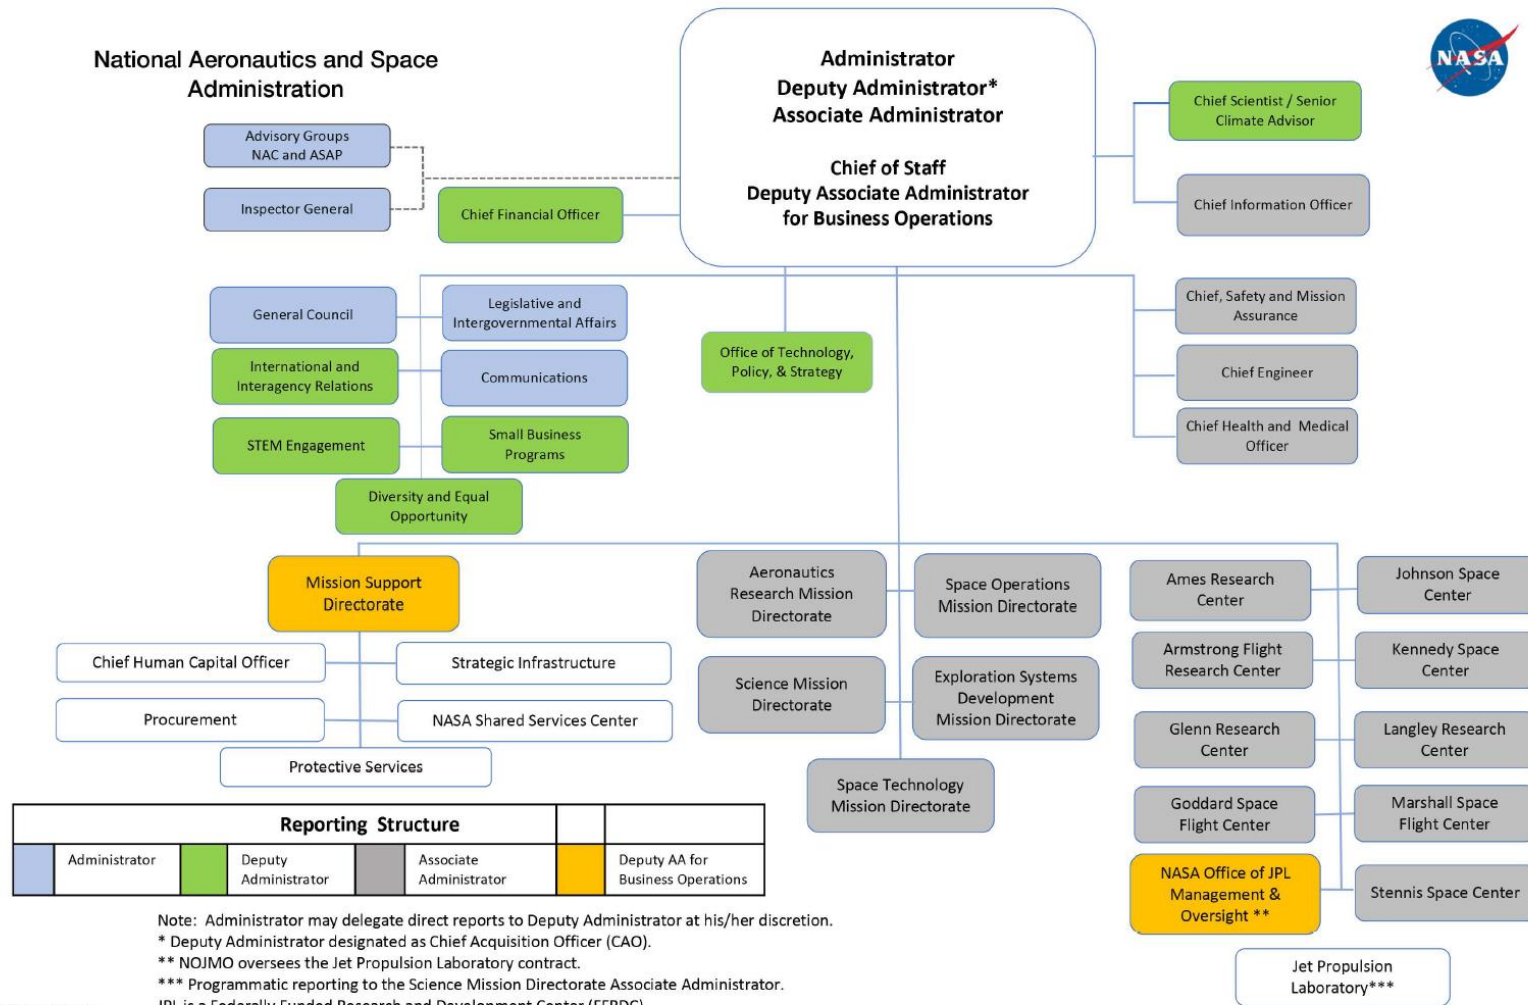 National Aeronautics and Space
Administration
Administrator
Deputy Administrator*
Associate Administrator
Chief of Staff
Deputy Associate Administrator
for Business Operations
NASA
Advisory Groups
NAC and ASAP
Inspector General
Chief Financial Officer
Chief Scientist / Senior
Climate Advisor
Chief Information Officer
General Council
Legislative and
Intergovernmental Affairs
International and
Interagency Relations
Communications
STEM Engagement
Small Business
Programs
Diversity and Equal
Opportunity
Office of Technology,
Policy, & Strategy
Chief, Safety and Mission
Assurance
Chief Engineer
Chief Health and Medical
Officer
Mission Support
Directorate
Chief Human Capital Officer
Strategic Infrastructure
Procurement
NASA Shared Services Center
Protective Services
Aeronautics
Research Mission
Directorate
Space Operations
Mission Directorate
Science Mission
Directorate
Exploration Systems
Development
Mission Directorate
Space Technology
Mission Directorate
Ames Research
Center
Johnson Space
Center
Armstrong Flight
Research Center
Kennedy Space
Center
Glenn Research
Center
Langley Research
Center
Goddard Space
Flight Center
Marshall Space
Flight Center
NASA Office of JPL
Management &
Oversight **
Stennis Space Center
Jet Propulsion
Laboratory***
Reporting Structure
Administrator
Deputy
Administrator
Associate
Administrator
Deputy AA for
Business Operations
Note: Administrator may delegate direct reports to Deputy Administrator at his/her discretion.
* Deputy Administrator designated as Chief Acquisition Officer (CAO).
** NOJMO oversees the Jet Propulsion Laboratory contract.
*** Programmatic reporting to the Science Mission Directorate Associate Administrator.
JPL is a Federally Funded Research and Development Center (FFRDC)